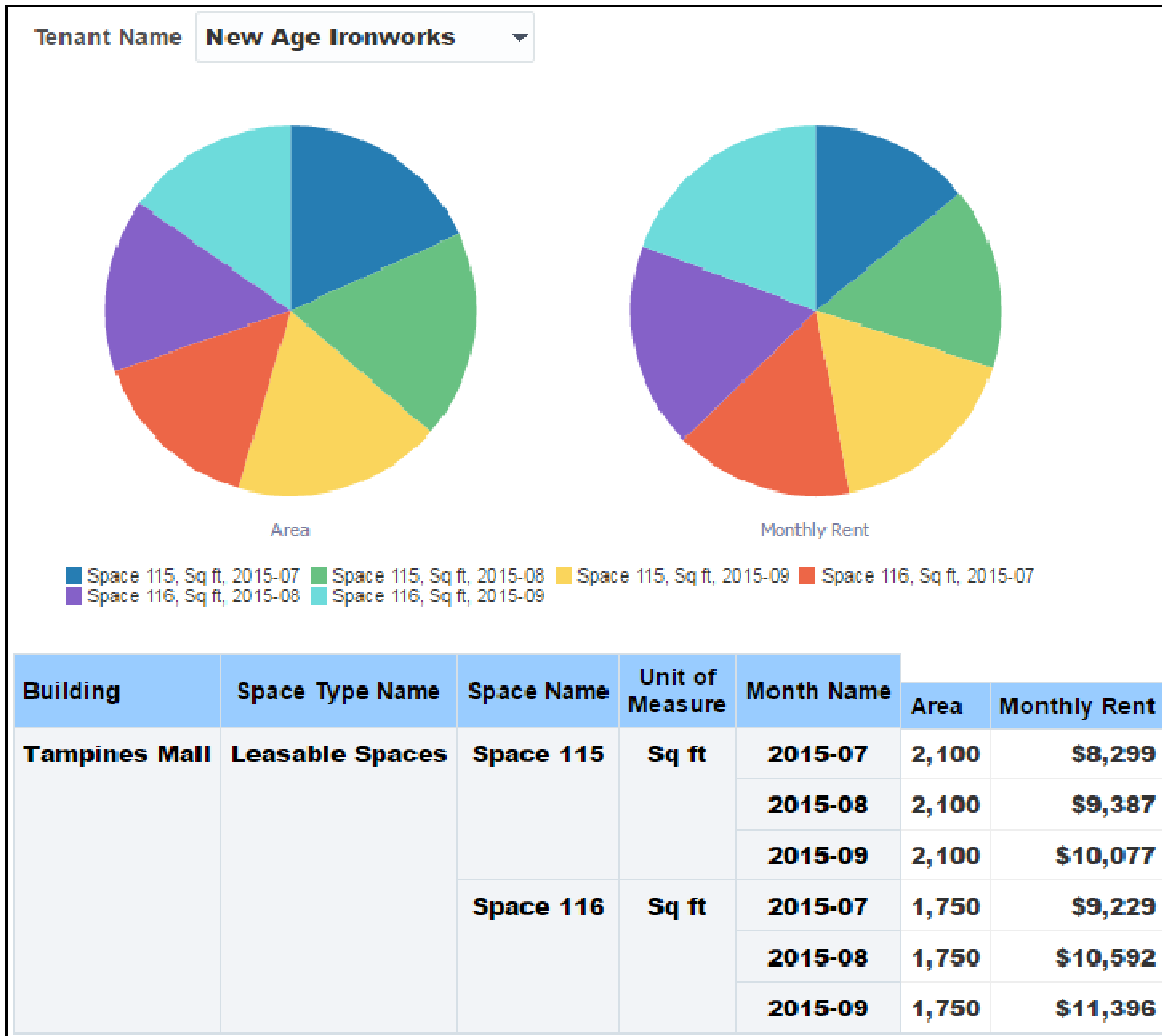 Tenant Name New Age Ironworks
Area
Monthly Rent
Space 115, Sq ft, 2015-07 Space 115, Sq ft, 2015-08 Space 115, Sq ft, 2015-09 Space 116, Sq ft, 2015-07
Space 116, Sq ft, 2015-08 Space 116, Sq ft, 2015-09
Building Space Type Name Space Name Unit of Measure Month Name Area Monthly Rent
Tampines Mall Leasable Spaces Space 115 Sq ft 2015-07 2,100 $8,299
2015-08 2,100 $9,387
2015-09 2,100 $10,077
Space 116 Sq ft 2015-07 1,750 $9,229
2015-08 1,750 $10,592
2015-09 1,750 $11,396